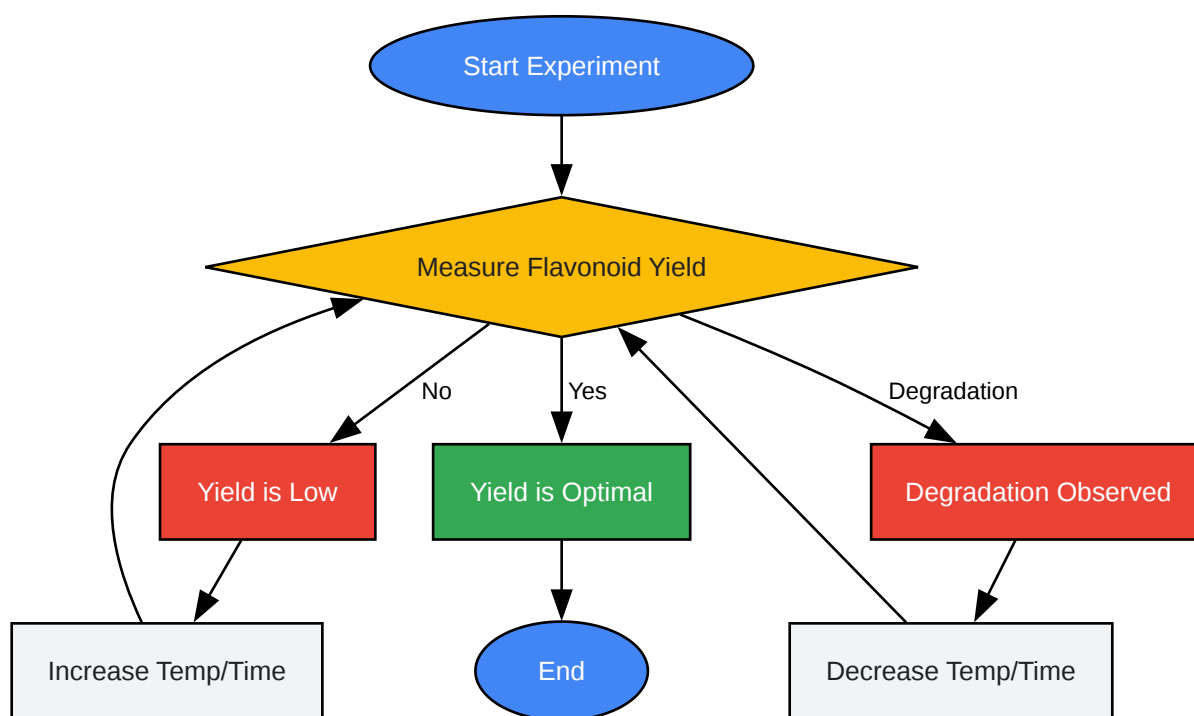 Start Experiment
Measure Flavonoid Yield
No
Yes
Degradation
Yield is Low
Yield is Optimal
Degradation Observed
Increase Temp/Time
End
Decrease Temp/Time